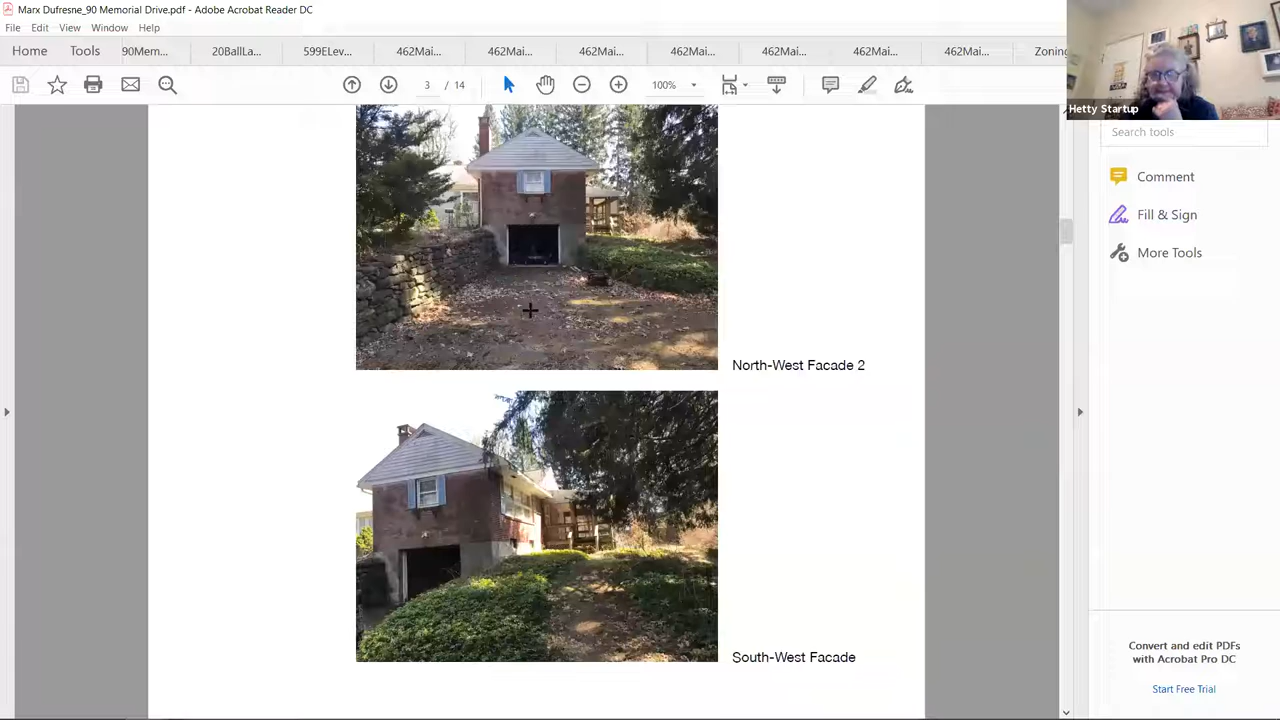 Marx Dufresne_90 Memorial Drive.pdf - Adobe Acrobat Reader DC
File Edit View Window Help
Home Tools 90Mem... 20BallLa... 599ELev... 462Mai... 462Mai... 462Mai... 462Mai... 462Mai... 462Mai... 462Mai... Zoning
3 / 14 100%
Hetty Startup
Search tools
Comment
Fill & Sign
More Tools
North-West Facade 2
South-West Facade
Convert and edit PDFs
with Acrobat Pro DC
Start Free Trial